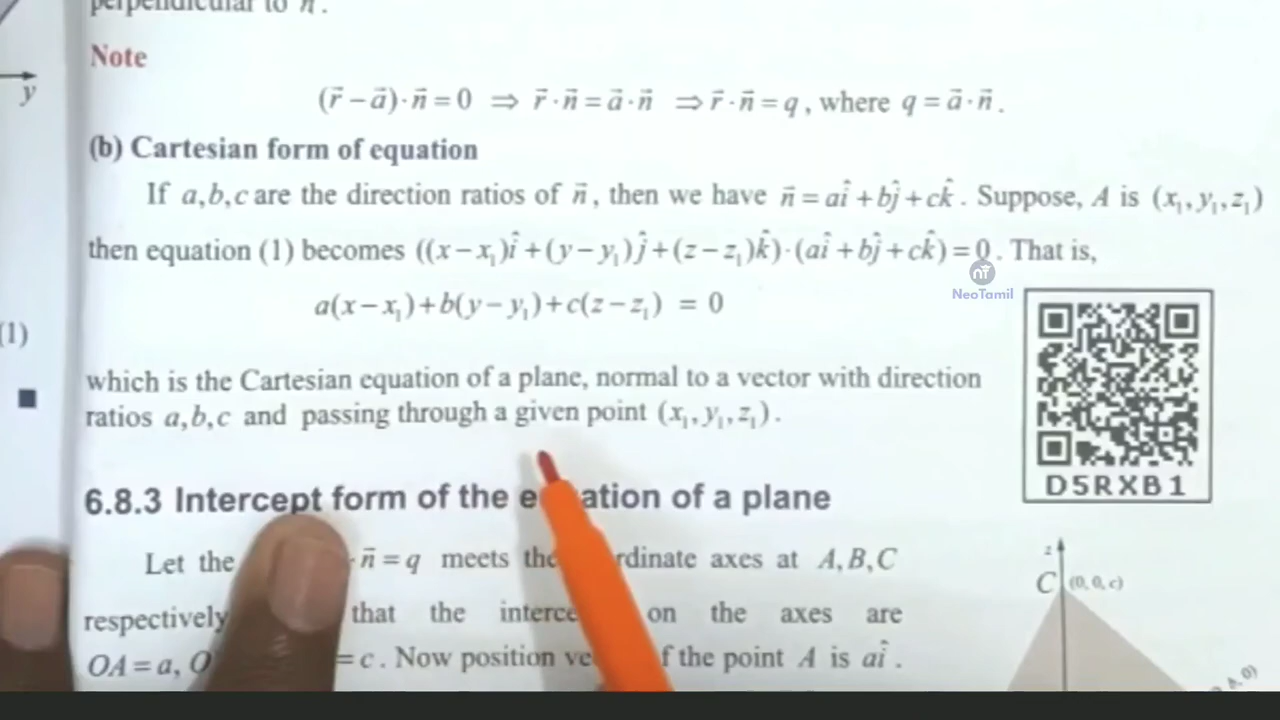 perpendicular to n⃗ .
Note
y
(r⃗ − a⃗) · n⃗ = 0 ⇒ r⃗ · n⃗ = a⃗ · n⃗ ⇒ r⃗ · n⃗ = q , where q = a⃗ · n⃗ .
(b) Cartesian form of equation
If a, b, c are the direction ratios of n⃗ , then we have n⃗ = aî + bĵ + ck̂ . Suppose, A is (x₁, y₁, z₁)
then equation (1) becomes ((x − x₁)î + (y − y₁)ĵ + (z − z₁)k̂) · (aî + bĵ + ck̂) = 0 . That is,
NeoTamil
a(x − x₁) + b(y − y₁) + c(z − z₁) = 0
(1)
which is the Cartesian equation of a plane, normal to a vector with direction
ratios a, b, c and passing through a given point (x₁, y₁, z₁) .
D5RXB1
6.8.3 Intercept form of the ation of a plane
Let the · n⃗ = q meets the rdinate axes at A, B, C
z
C (0, 0, c)
respectively that the interce on the axes are
OA = a, O = c . Now position ve f the point A is aî .